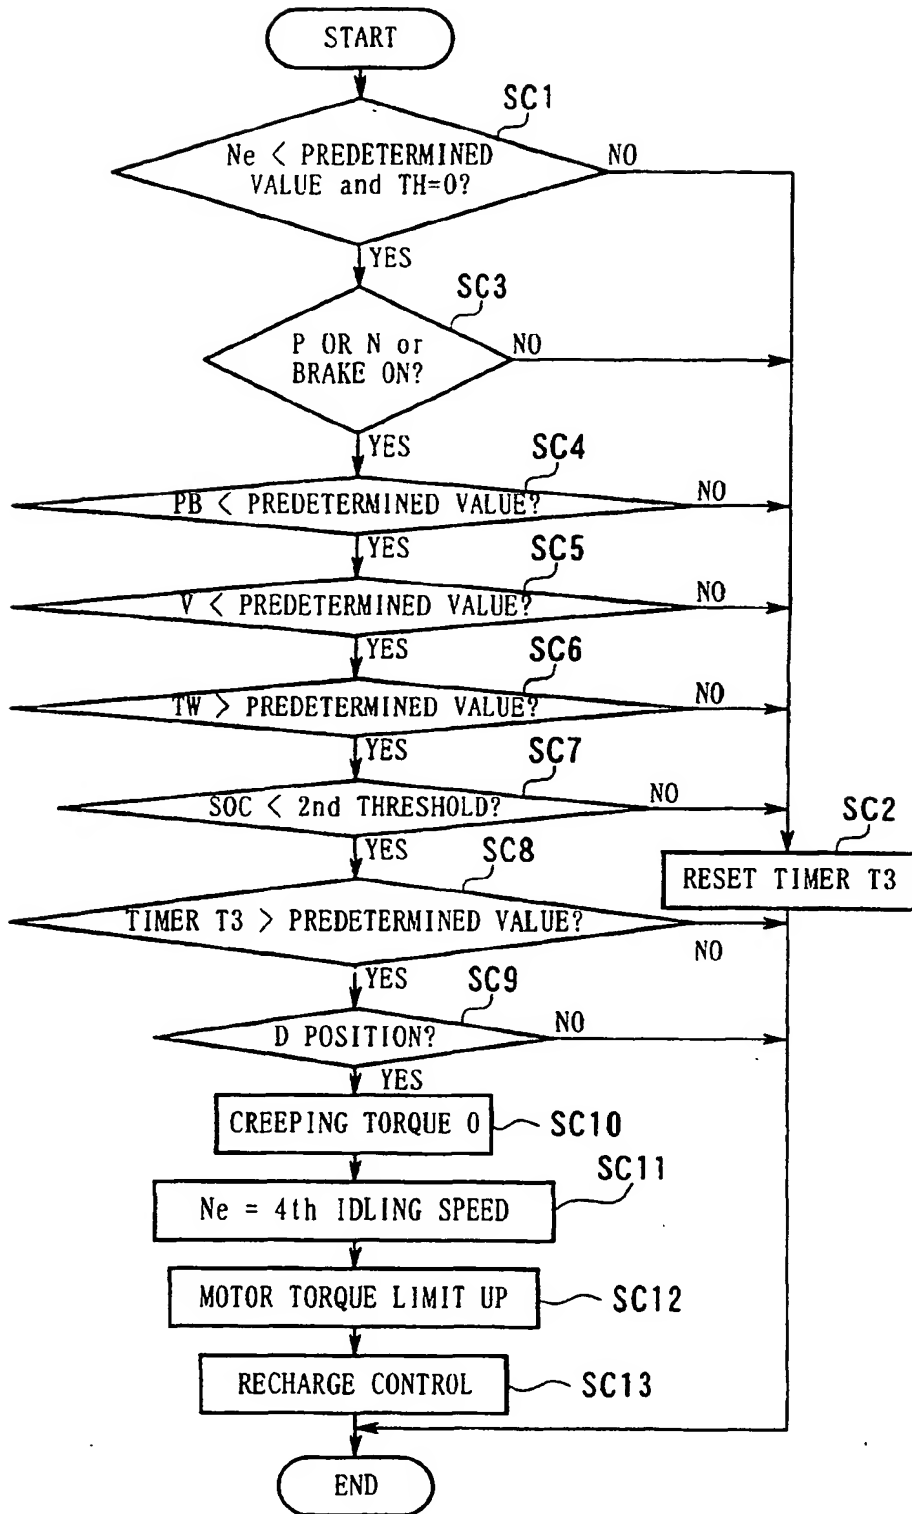 START
SC1
Ne < PREDETERMINED
VALUE and TH=0?
NO
YES
SC3
P OR N or
BRAKE ON?
NO
YES
SC4
PB < PREDETERMINED VALUE?
NO
YES
SC5
V < PREDETERMINED VALUE?
NO
YES
SC6
TW > PREDETERMINED VALUE?
NO
YES
SC7
SOC < 2nd THRESHOLD?
NO
YES
SC2
RESET TIMER T3
SC8
TIMER T3 > PREDETERMINED VALUE?
NO
YES
SC9
D POSITION?
NO
YES
CREEPING TORQUE 0
SC10
SC11
Ne = 4th IDLING SPEED
MOTOR TORQUE LIMIT UP
SC12
RECHARGE CONTROL
SC13
END